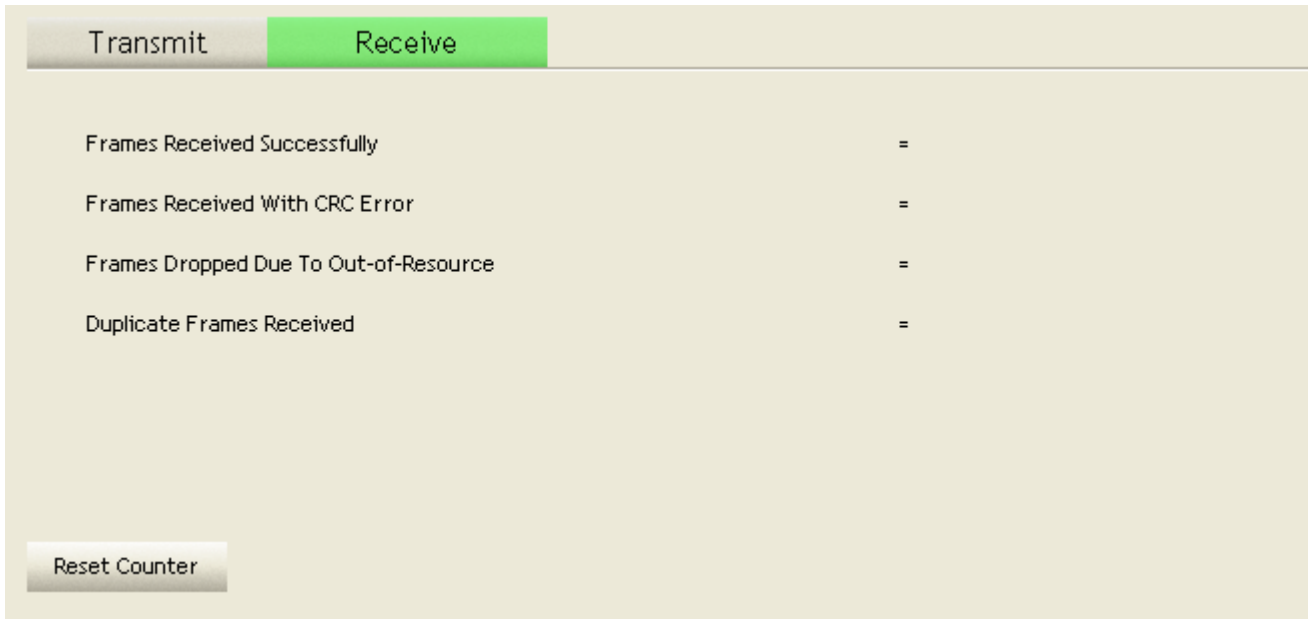 Transmit Receive
Frames Received Successfully =
Frames Received With CRC Error =
Frames Dropped Due To Out-of-Resource =
Duplicate Frames Received =
Reset Counter